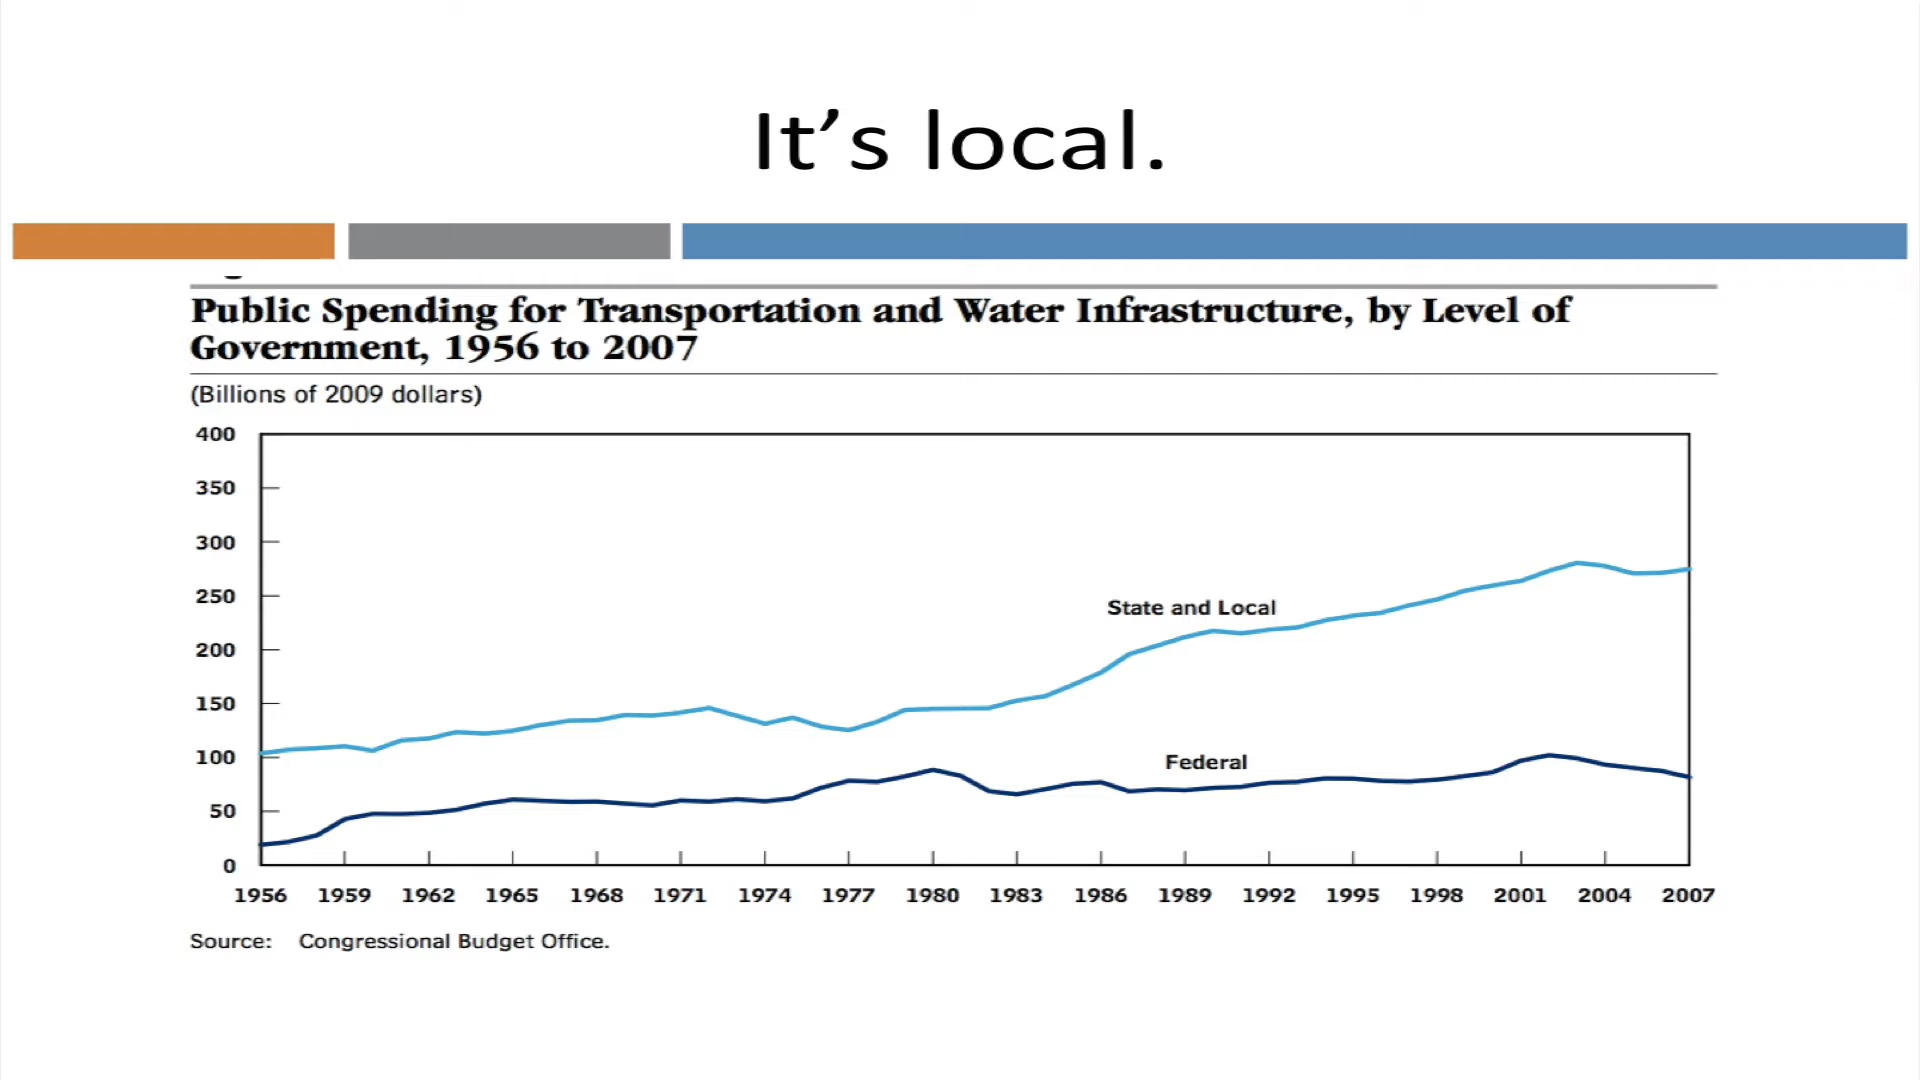 It’s local.
Public Spending for Transportation and Water Infrastructure, by Level of
Government, 1956 to 2007
(Billions of 2009 dollars)
400
350
300
250
200
150
100
50
0
State and Local
Federal
1956 1959 1962 1965 1968 1971 1974 1977 1980 1983 1986 1989 1992 1995 1998 2001 2004 2007
Source: Congressional Budget Office.